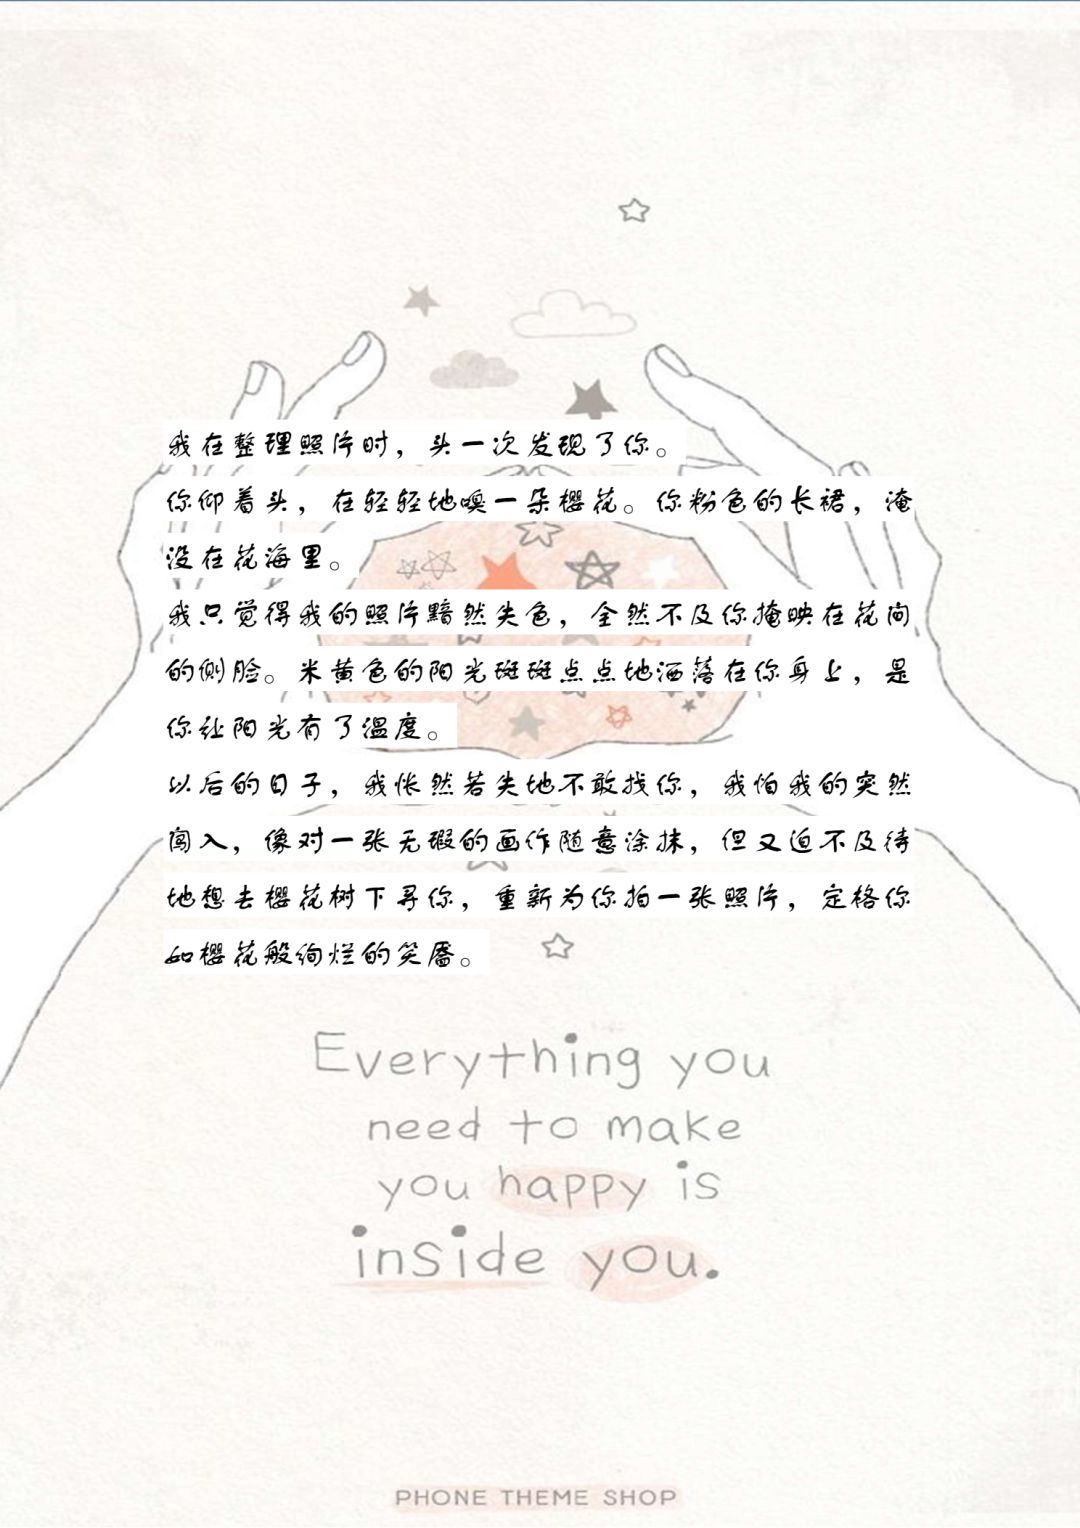 我在整理照片时，头一次发现了你。
你仰着头，在轻轻地嗅一朵樱花。你粉色的长裙，淹
没在花海里。
我只觉得我的照片黯然失色，全然不及你掩映在花间
的侧脸。米黄色的阳光斑斑点点地洒落在你身上，是
你让阳光有了温度。
以后的日子，我怅然若失地不敢找你，我怕我的突然
闯入，像对一张无瑕的画作随意涂抹，但又迫不及待
地想去樱花树下寻你，重新为你拍一张照片，定格你
如樱花般绚烂的笑靥。
Everything you
need to make
you happy is
inside you.
PHONE THEME SHOP